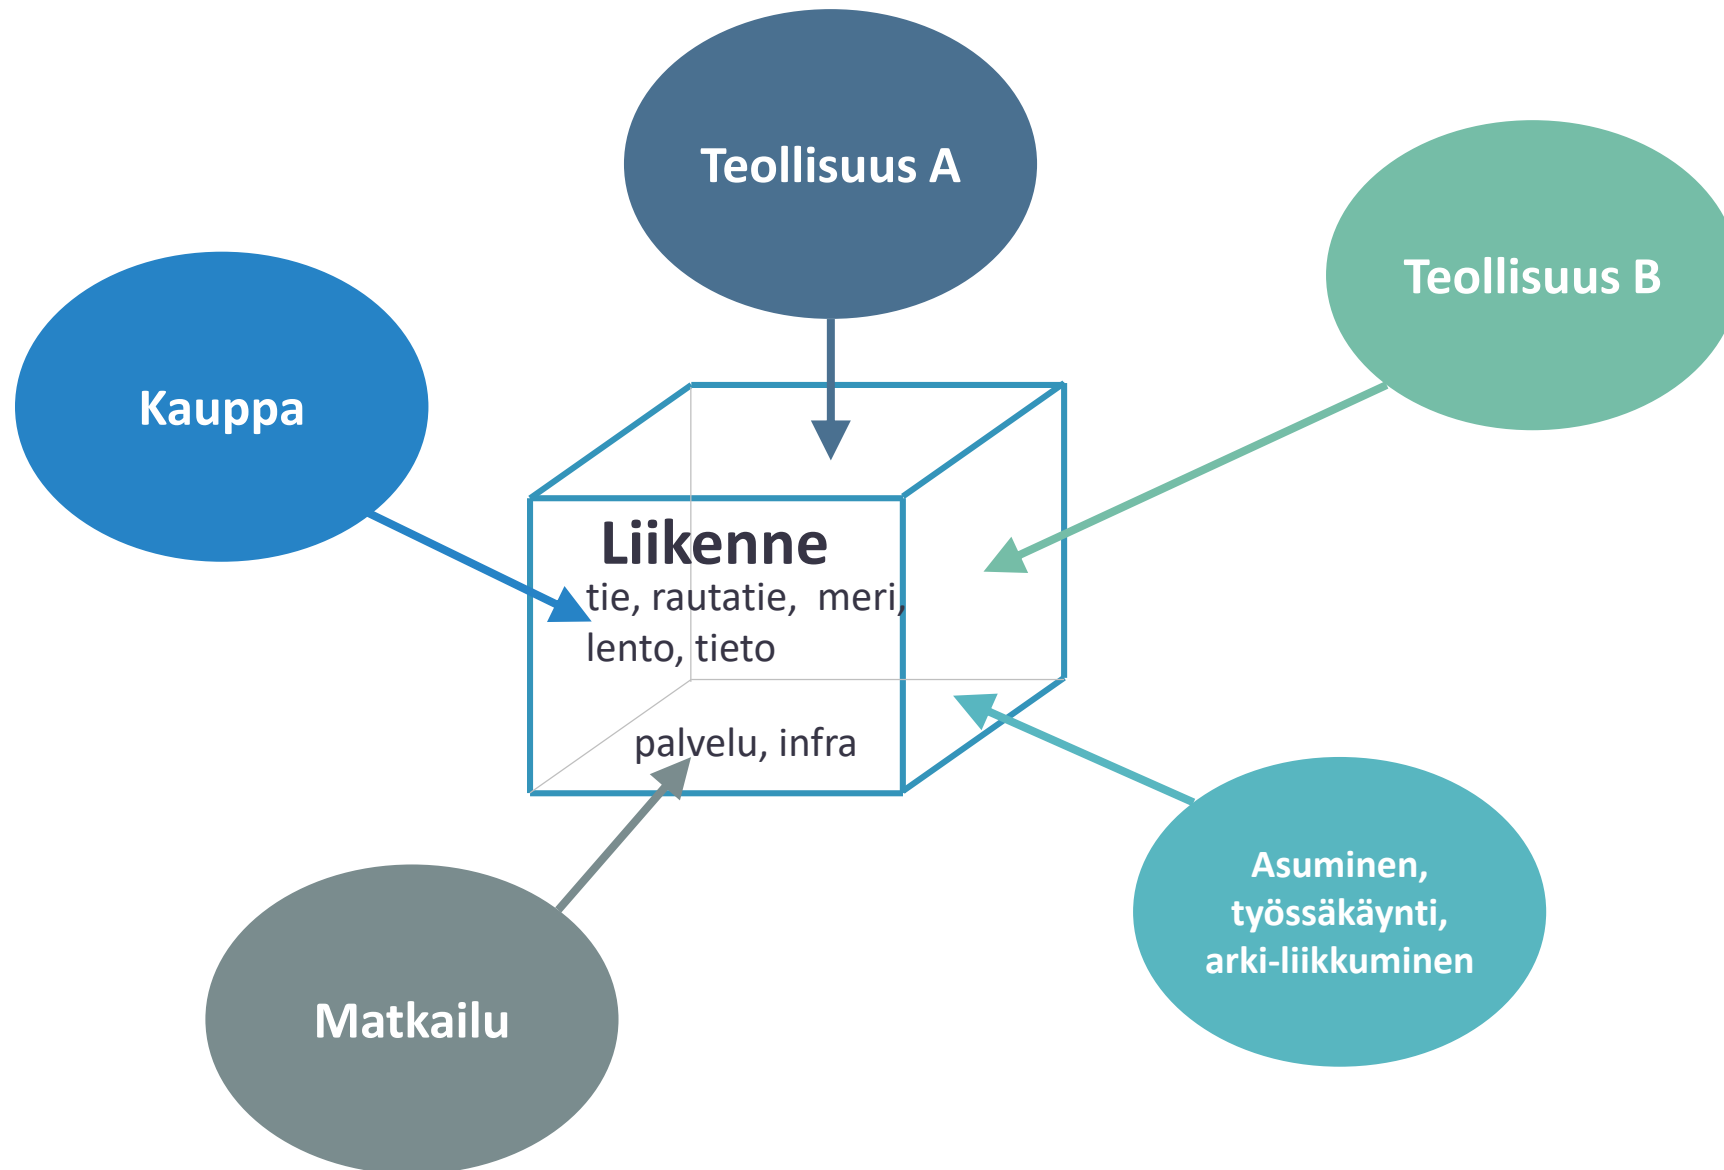 Teollisuus A
Teollisuus B
Kauppa
Liikenne
tie, rautatie, meri,
lento, tieto
palvelu, infra
Asuminen,
työssäkäynti,
arki-liikkuminen
Matkailu